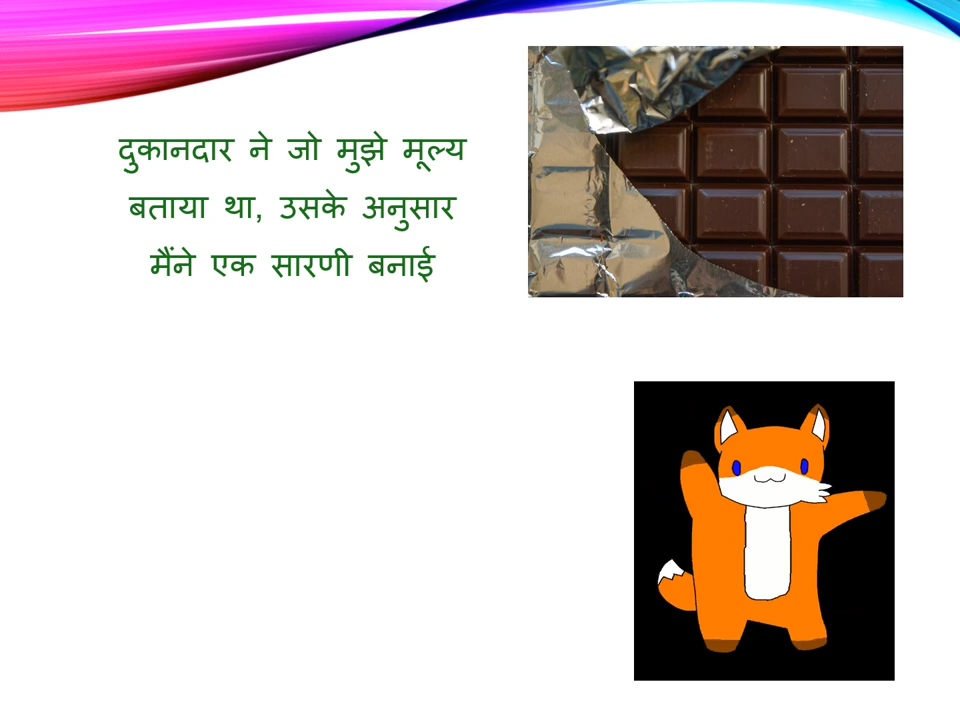 दुकानदार ने जो मुझे मूल्य
बताया था, उसके अनुसार
मैंने एक सारणी बनाई